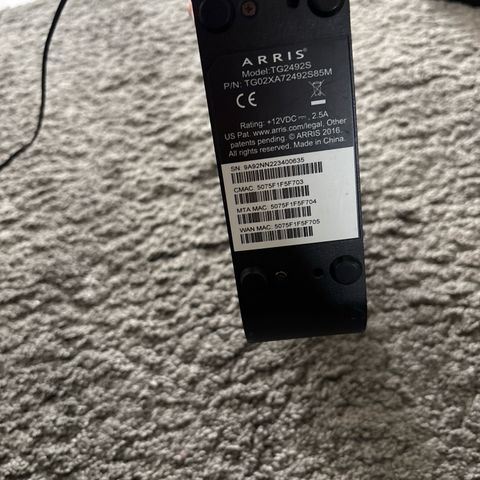 ARRIS
Model:TG2492S
P/N: TG02XA72492S85M
CE
Rating: +12VDC ⎓, 2.5A
US Pat: www.arris.com/legal, Other
patents pending. © ARRIS 2016
All rights reserved. Made in China.
SN: 9A92NN223400635
CMAC: 5075F1F5F703
MTA MAC: 5075F1F5F704
WAN MAC: 5075F1F5F705